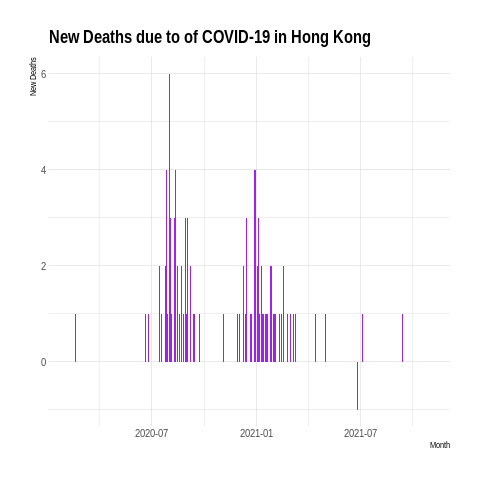 New Deaths due to of COVID-19 in Hong Kong
New Deaths
6
4
2
0
2020-07
2021-01
2021-07
Month